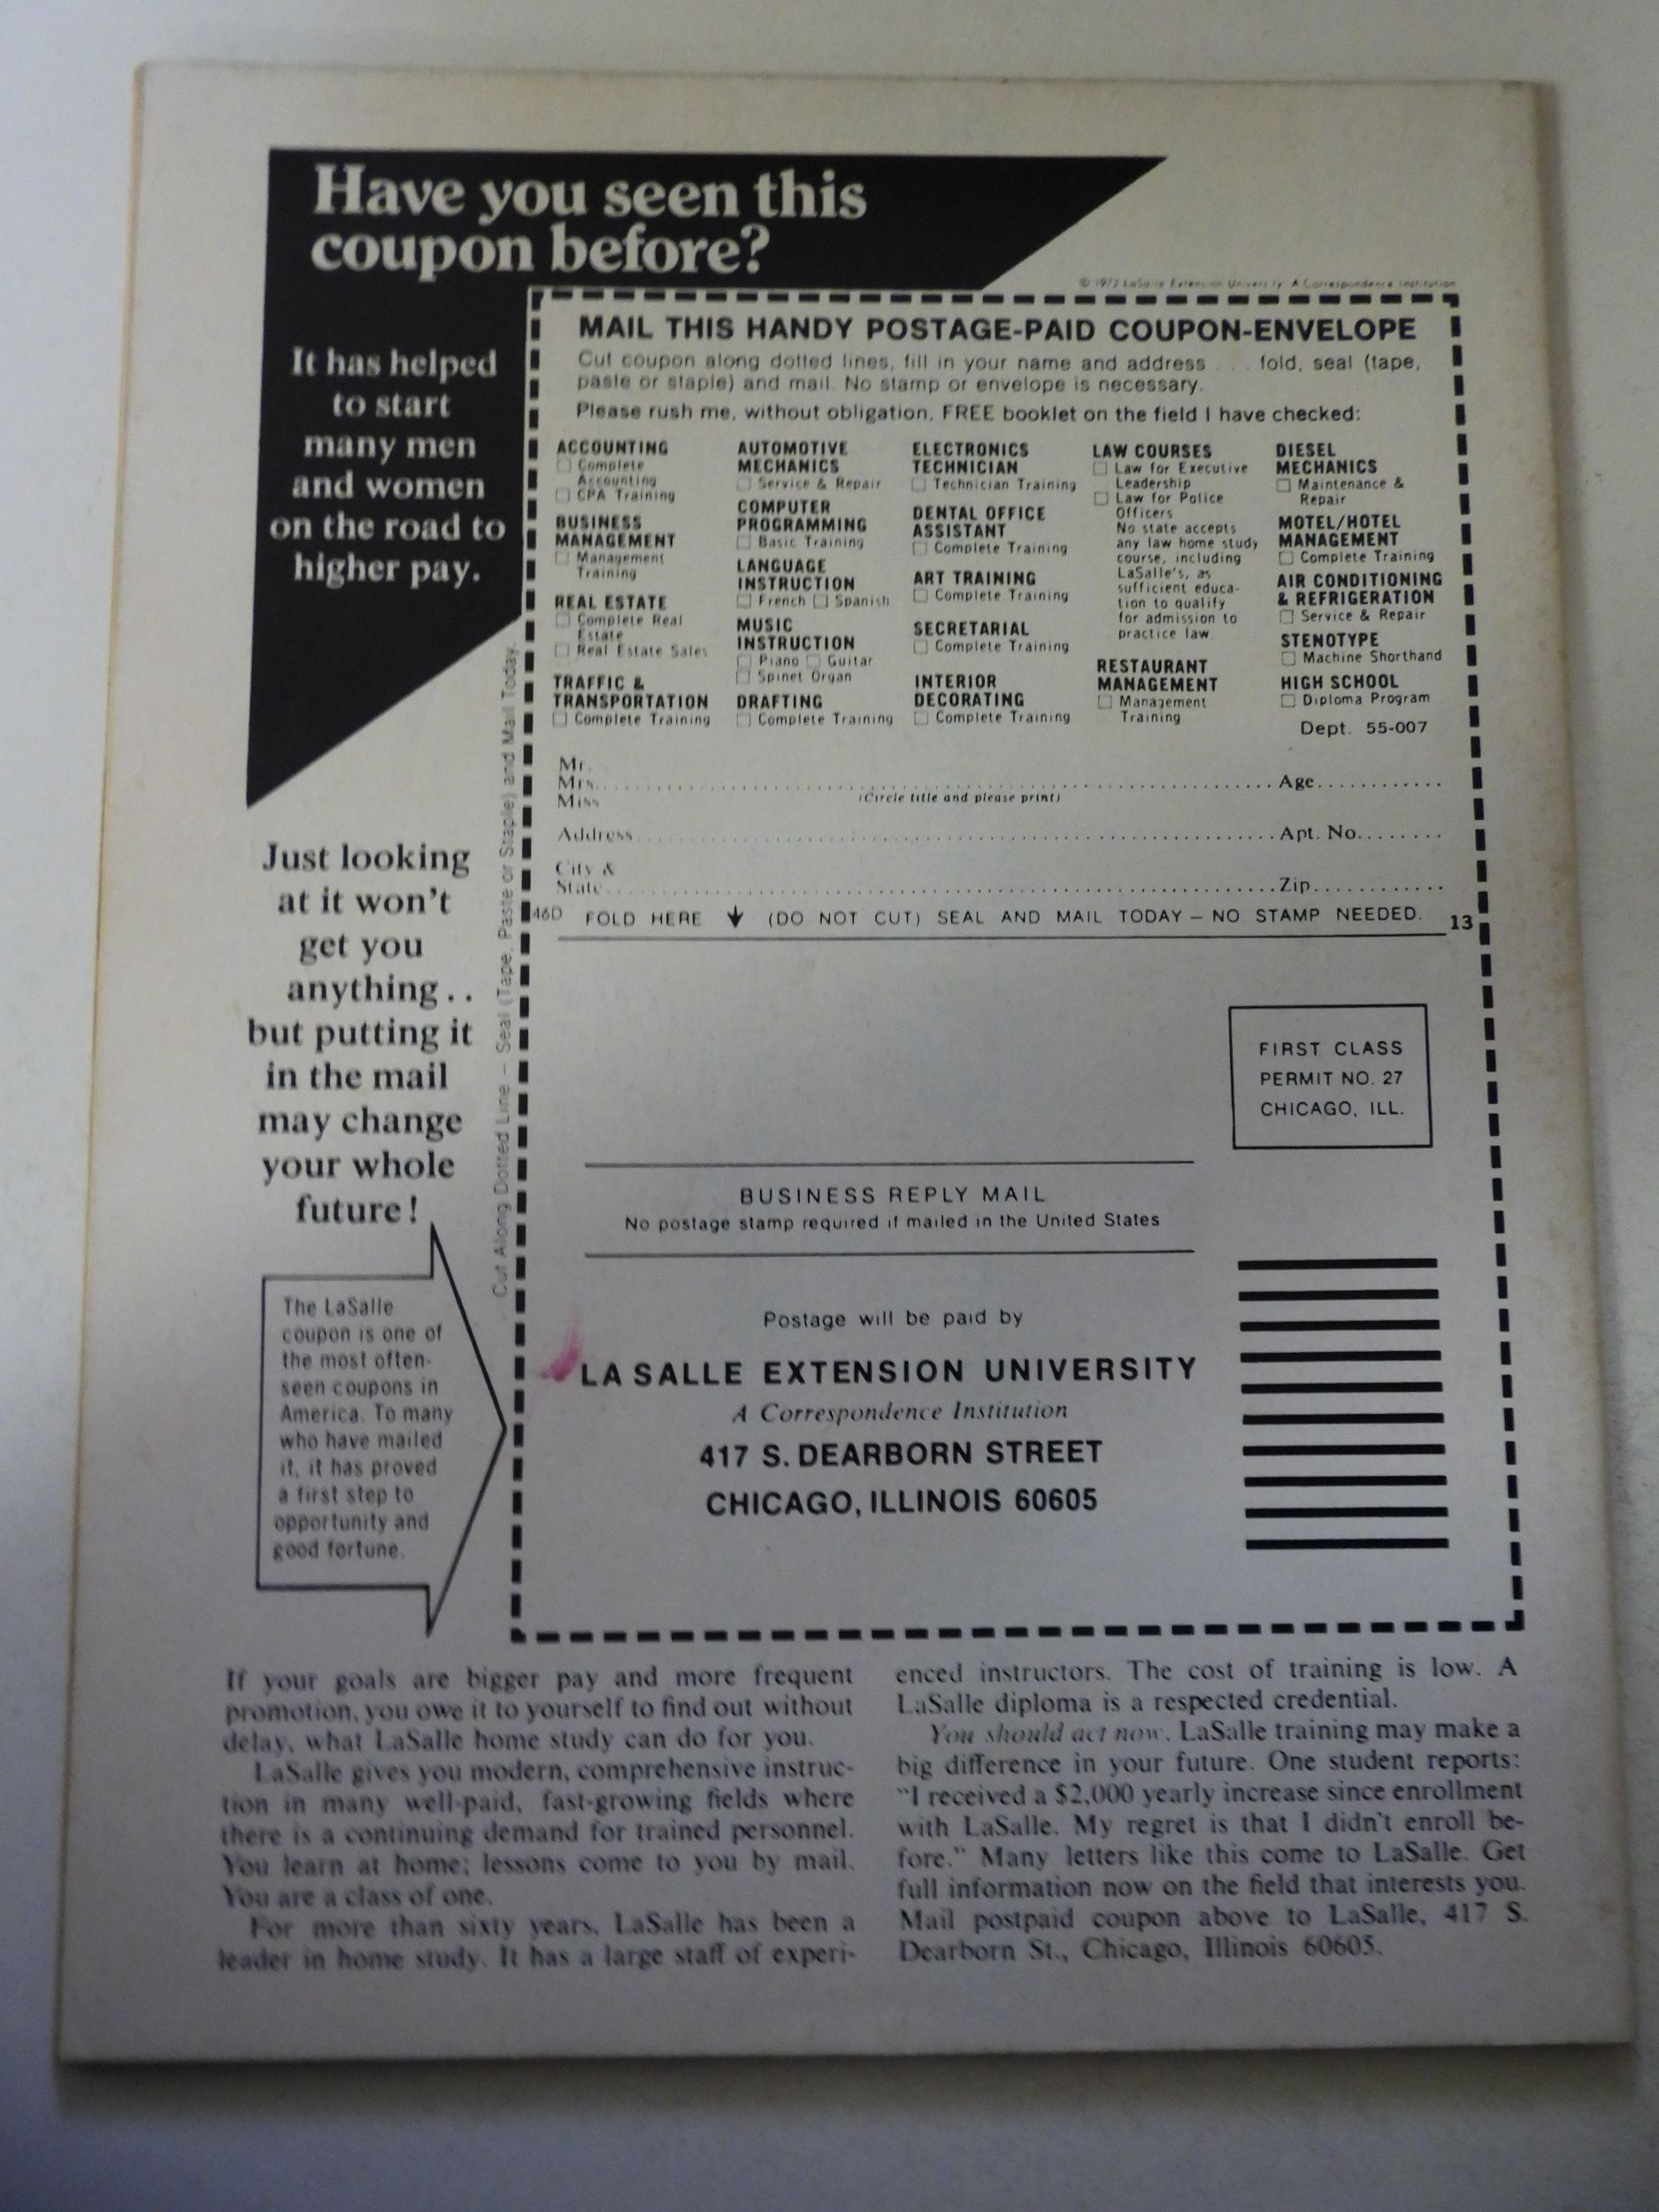 Have you seen this
coupon before?
It has helped
to start
many men
and women
on the road to
higher pay.
Just looking
at it won't
get you
anything . .
but putting it
in the mail
may change
your whole
future!
The LaSalle
coupon is one of
the most often-
seen coupons in
America. To many
who have mailed
it, it has proved
a first step to
opportunity and
good fortune.
Cut Along Dotted Line – Seal (Tape, Paste or Staple) and Mail Today.
LaSalle Extension University A Correspondence Institution
MAIL THIS HANDY POSTAGE-PAID COUPON-ENVELOPE
Cut coupon along dotted lines, fill in your name and address . . . fold, seal (tape,
paste or staple) and mail. No stamp or envelope is necessary.
Please rush me, without obligation, FREE booklet on the field I have checked:
ACCOUNTING
☐ Complete
Accounting
☐ CPA Training
BUSINESS
MANAGEMENT
☐ Management
Training
REAL ESTATE
☐ Complete Real
Estate
☐ Real Estate Sales
TRAFFIC &
TRANSPORTATION
☐ Complete Training
AUTOMOTIVE
MECHANICS
☐ Service & Repair
COMPUTER
PROGRAMMING
☐ Basic Training
LANGUAGE
INSTRUCTION
☐ French ☐ Spanish
MUSIC
INSTRUCTION
☐ Piano ☐ Guitar
☐ Spinet Organ
DRAFTING
☐ Complete Training
ELECTRONICS
TECHNICIAN
☐ Technician Training
DENTAL OFFICE
ASSISTANT
☐ Complete Training
ART TRAINING
☐ Complete Training
SECRETARIAL
☐ Complete Training
INTERIOR
DECORATING
☐ Complete Training
LAW COURSES
☐ Law for Executive
Leadership
☐ Law for Police
Officers
No state accepts
any law home study
course, including
LaSalle's, as
sufficient educa-
tion to qualify
for admission to
practice law.
RESTAURANT
MANAGEMENT
☐ Management
Training
DIESEL
MECHANICS
☐ Maintenance &
Repair
MOTEL/HOTEL
MANAGEMENT
☐ Complete Training
AIR CONDITIONING
& REFRIGERATION
☐ Service & Repair
STENOTYPE
☐ Machine Shorthand
HIGH SCHOOL
☐ Diploma Program
Dept. 55-007
Mr.
Mrs. Age
Miss (Circle title and please print)
Address Apt. No.
City &
State Zip
46D FOLD HERE ↓ (DO NOT CUT) SEAL AND MAIL TODAY – NO STAMP NEEDED. 13
FIRST CLASS
PERMIT NO. 27
CHICAGO, ILL.
BUSINESS REPLY MAIL
No postage stamp required if mailed in the United States
Postage will be paid by
LA SALLE EXTENSION UNIVERSITY
A Correspondence Institution
417 S. DEARBORN STREET
CHICAGO, ILLINOIS 60605
If your goals are bigger pay and more frequent
promotion, you owe it to yourself to find out without
delay, what LaSalle home study can do for you.
LaSalle gives you modern, comprehensive instruc-
tion in many well-paid, fast-growing fields where
there is a continuing demand for trained personnel.
You learn at home; lessons come to you by mail.
You are a class of one.
For more than sixty years, LaSalle has been a
leader in home study. It has a large staff of experi-
enced instructors. The cost of training is low. A
LaSalle diploma is a respected credential.
You should act now. LaSalle training may make a
big difference in your future. One student reports:
"I received a $2,000 yearly increase since enrollment
with LaSalle. My regret is that I didn't enroll be-
fore." Many letters like this come to LaSalle. Get
full information now on the field that interests you.
Mail postpaid coupon above to LaSalle, 417 S.
Dearborn St., Chicago, Illinois 60605.